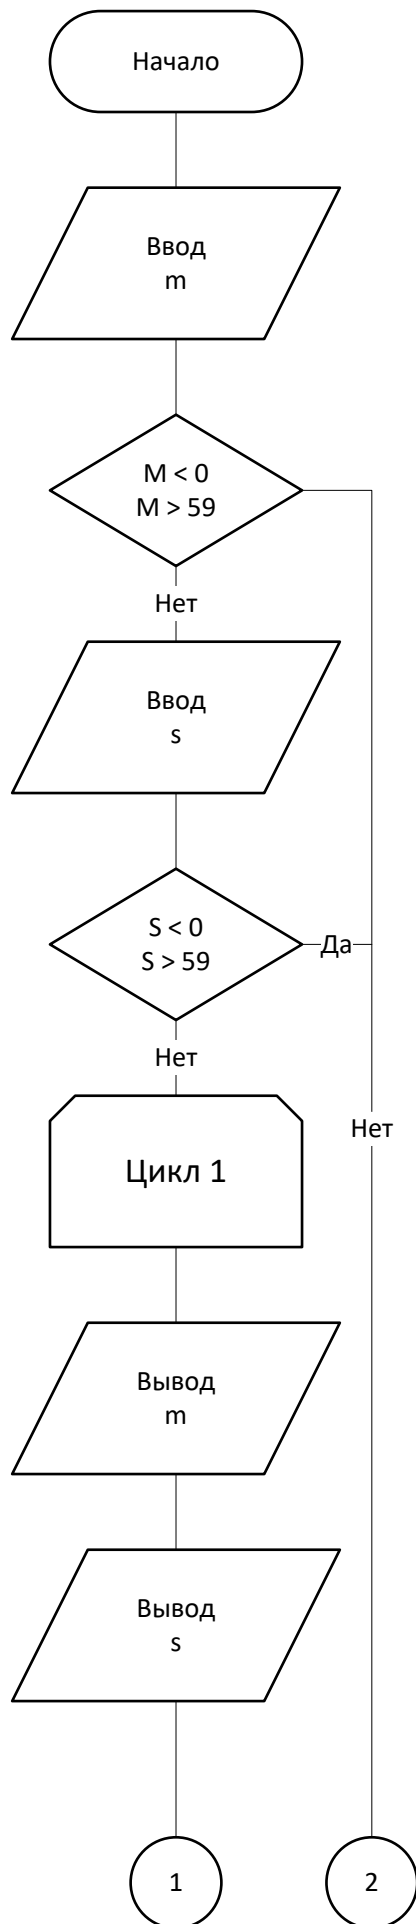 Начало
Ввод
m
M < 0
M > 59
Нет
Ввод
s
S < 0
S > 59
Да
Нет
Нет
Цикл 1
Вывод
m
Вывод
s
1
2